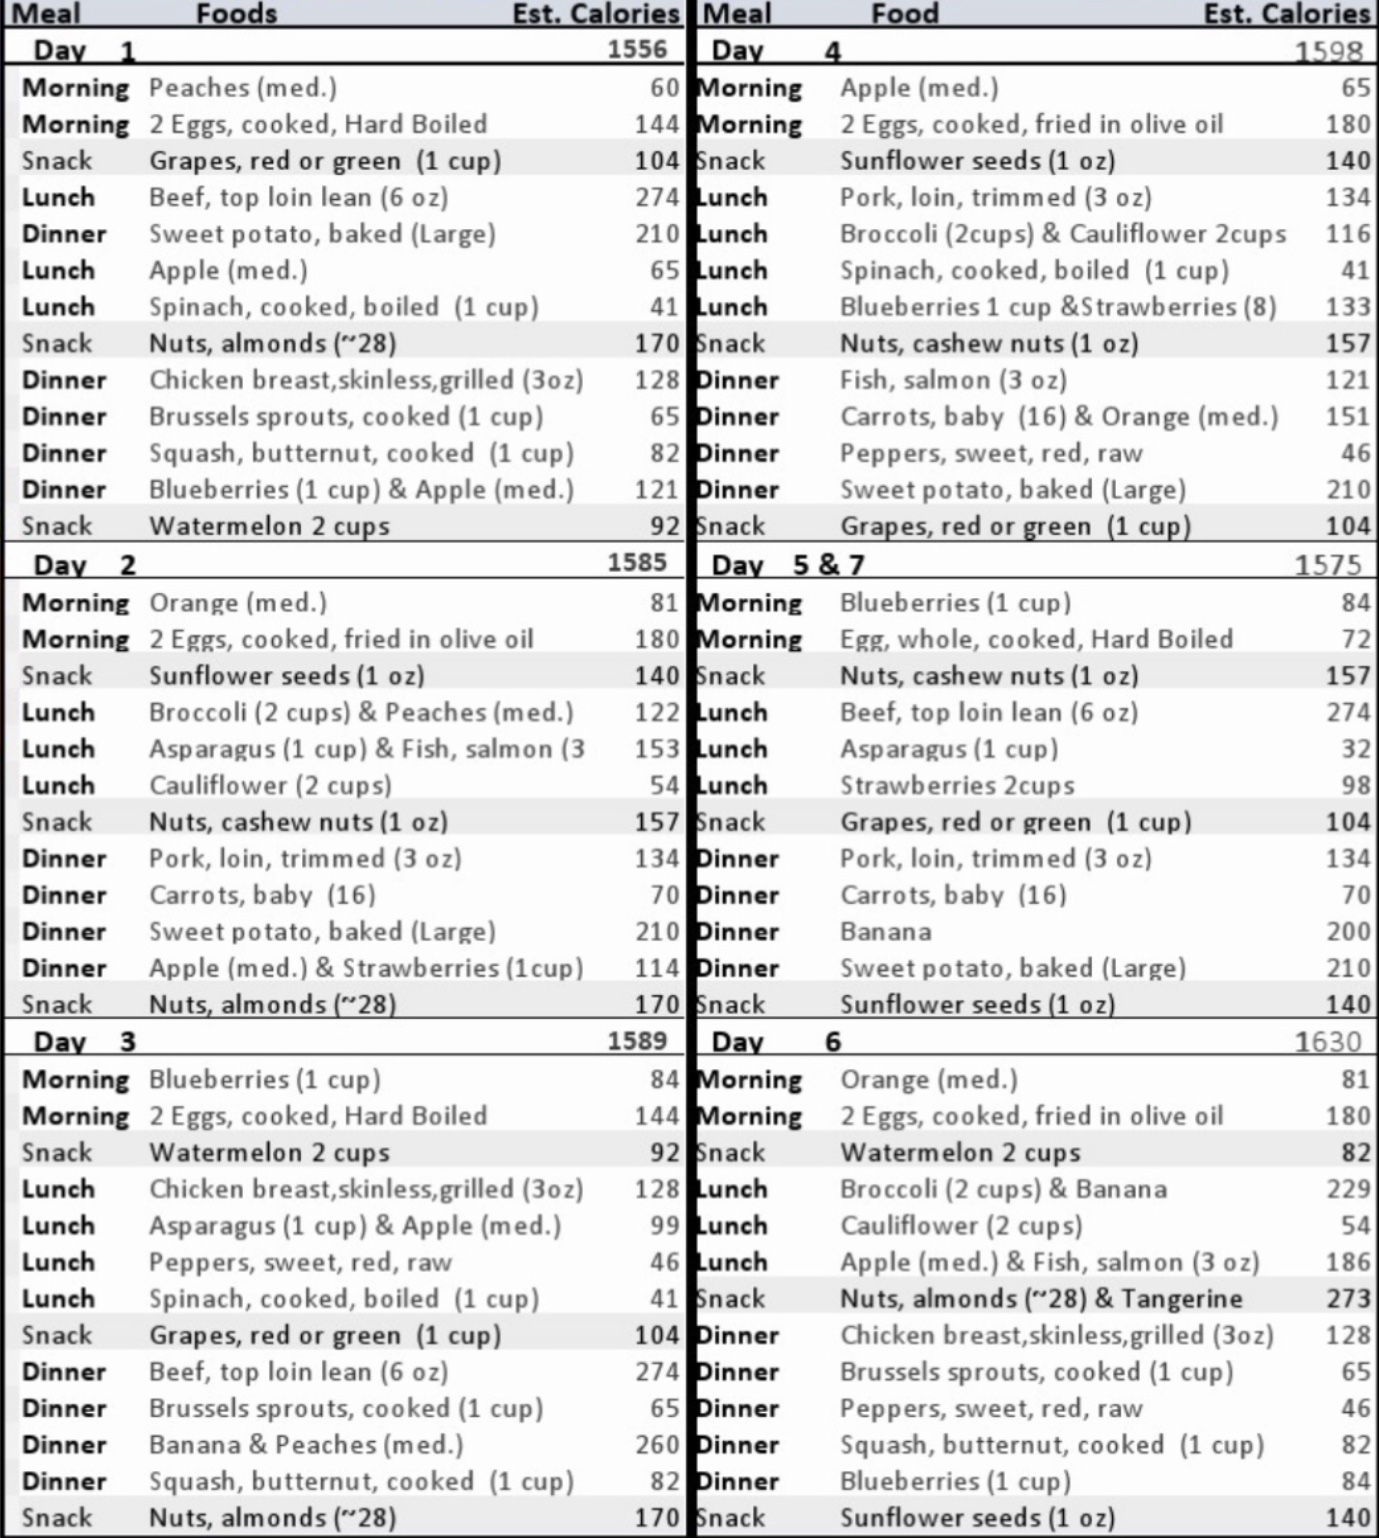 Meal Foods Est. Calories
Day 1 1556
Morning Peaches (med.) 60
Morning 2 Eggs, cooked, Hard Boiled 144
Snack Grapes, red or green (1 cup) 104
Lunch Beef, top loin lean (6 oz) 274
Dinner Sweet potato, baked (Large) 210
Lunch Apple (med.) 65
Lunch Spinach, cooked, boiled (1 cup) 41
Snack Nuts, almonds (~28) 170
Dinner Chicken breast,skinless,grilled (3oz) 128
Dinner Brussels sprouts, cooked (1 cup) 65
Dinner Squash, butternut, cooked (1 cup) 82
Dinner Blueberries (1 cup) & Apple (med.) 121
Snack Watermelon 2 cups 92
Day 2 1585
Morning Orange (med.) 81
Morning 2 Eggs, cooked, fried in olive oil 180
Snack Sunflower seeds (1 oz) 140
Lunch Broccoli (2 cups) & Peaches (med.) 122
Lunch Asparagus (1 cup) & Fish, salmon (3 153
Lunch Cauliflower (2 cups) 54
Snack Nuts, cashew nuts (1 oz) 157
Dinner Pork, loin, trimmed (3 oz) 134
Dinner Carrots, baby (16) 70
Dinner Sweet potato, baked (Large) 210
Dinner Apple (med.) & Strawberries (1cup) 114
Snack Nuts, almonds (~28) 170
Day 3 1589
Morning Blueberries (1 cup) 84
Morning 2 Eggs, cooked, Hard Boiled 144
Snack Watermelon 2 cups 92
Lunch Chicken breast,skinless,grilled (3oz) 128
Lunch Asparagus (1 cup) & Apple (med.) 99
Lunch Peppers, sweet, red, raw 46
Lunch Spinach, cooked, boiled (1 cup) 41
Snack Grapes, red or green (1 cup) 104
Dinner Beef, top loin lean (6 oz) 274
Dinner Brussels sprouts, cooked (1 cup) 65
Dinner Banana & Peaches (med.) 260
Dinner Squash, butternut, cooked (1 cup) 82
Snack Nuts, almonds (~28) 170
Meal Food Est. Calories
Day 4 1598
Morning Apple (med.) 65
Morning 2 Eggs, cooked, fried in olive oil 180
Snack Sunflower seeds (1 oz) 140
Lunch Pork, loin, trimmed (3 oz) 134
Lunch Broccoli (2cups) & Cauliflower 2cups 116
Lunch Spinach, cooked, boiled (1 cup) 41
Lunch Blueberries 1 cup &Strawberries (8) 133
Snack Nuts, cashew nuts (1 oz) 157
Dinner Fish, salmon (3 oz) 121
Dinner Carrots, baby (16) & Orange (med.) 151
Dinner Peppers, sweet, red, raw 46
Dinner Sweet potato, baked (Large) 210
Snack Grapes, red or green (1 cup) 104
Day 5 & 7 1575
Morning Blueberries (1 cup) 84
Morning Egg, whole, cooked, Hard Boiled 72
Snack Nuts, cashew nuts (1 oz) 157
Lunch Beef, top loin lean (6 oz) 274
Lunch Asparagus (1 cup) 32
Lunch Strawberries 2cups 98
Snack Grapes, red or green (1 cup) 104
Dinner Pork, loin, trimmed (3 oz) 134
Dinner Carrots, baby (16) 70
Dinner Banana 200
Dinner Sweet potato, baked (Large) 210
Snack Sunflower seeds (1 oz) 140
Day 6 1630
Morning Orange (med.) 81
Morning 2 Eggs, cooked, fried in olive oil 180
Snack Watermelon 2 cups 82
Lunch Broccoli (2 cups) & Banana 229
Lunch Cauliflower (2 cups) 54
Lunch Apple (med.) & Fish, salmon (3 oz) 186
Snack Nuts, almonds (~28) & Tangerine 273
Dinner Chicken breast,skinless,grilled (3oz) 128
Dinner Brussels sprouts, cooked (1 cup) 65
Dinner Peppers, sweet, red, raw 46
Dinner Squash, butternut, cooked (1 cup) 82
Dinner Blueberries (1 cup) 84
Snack Sunflower seeds (1 oz) 140